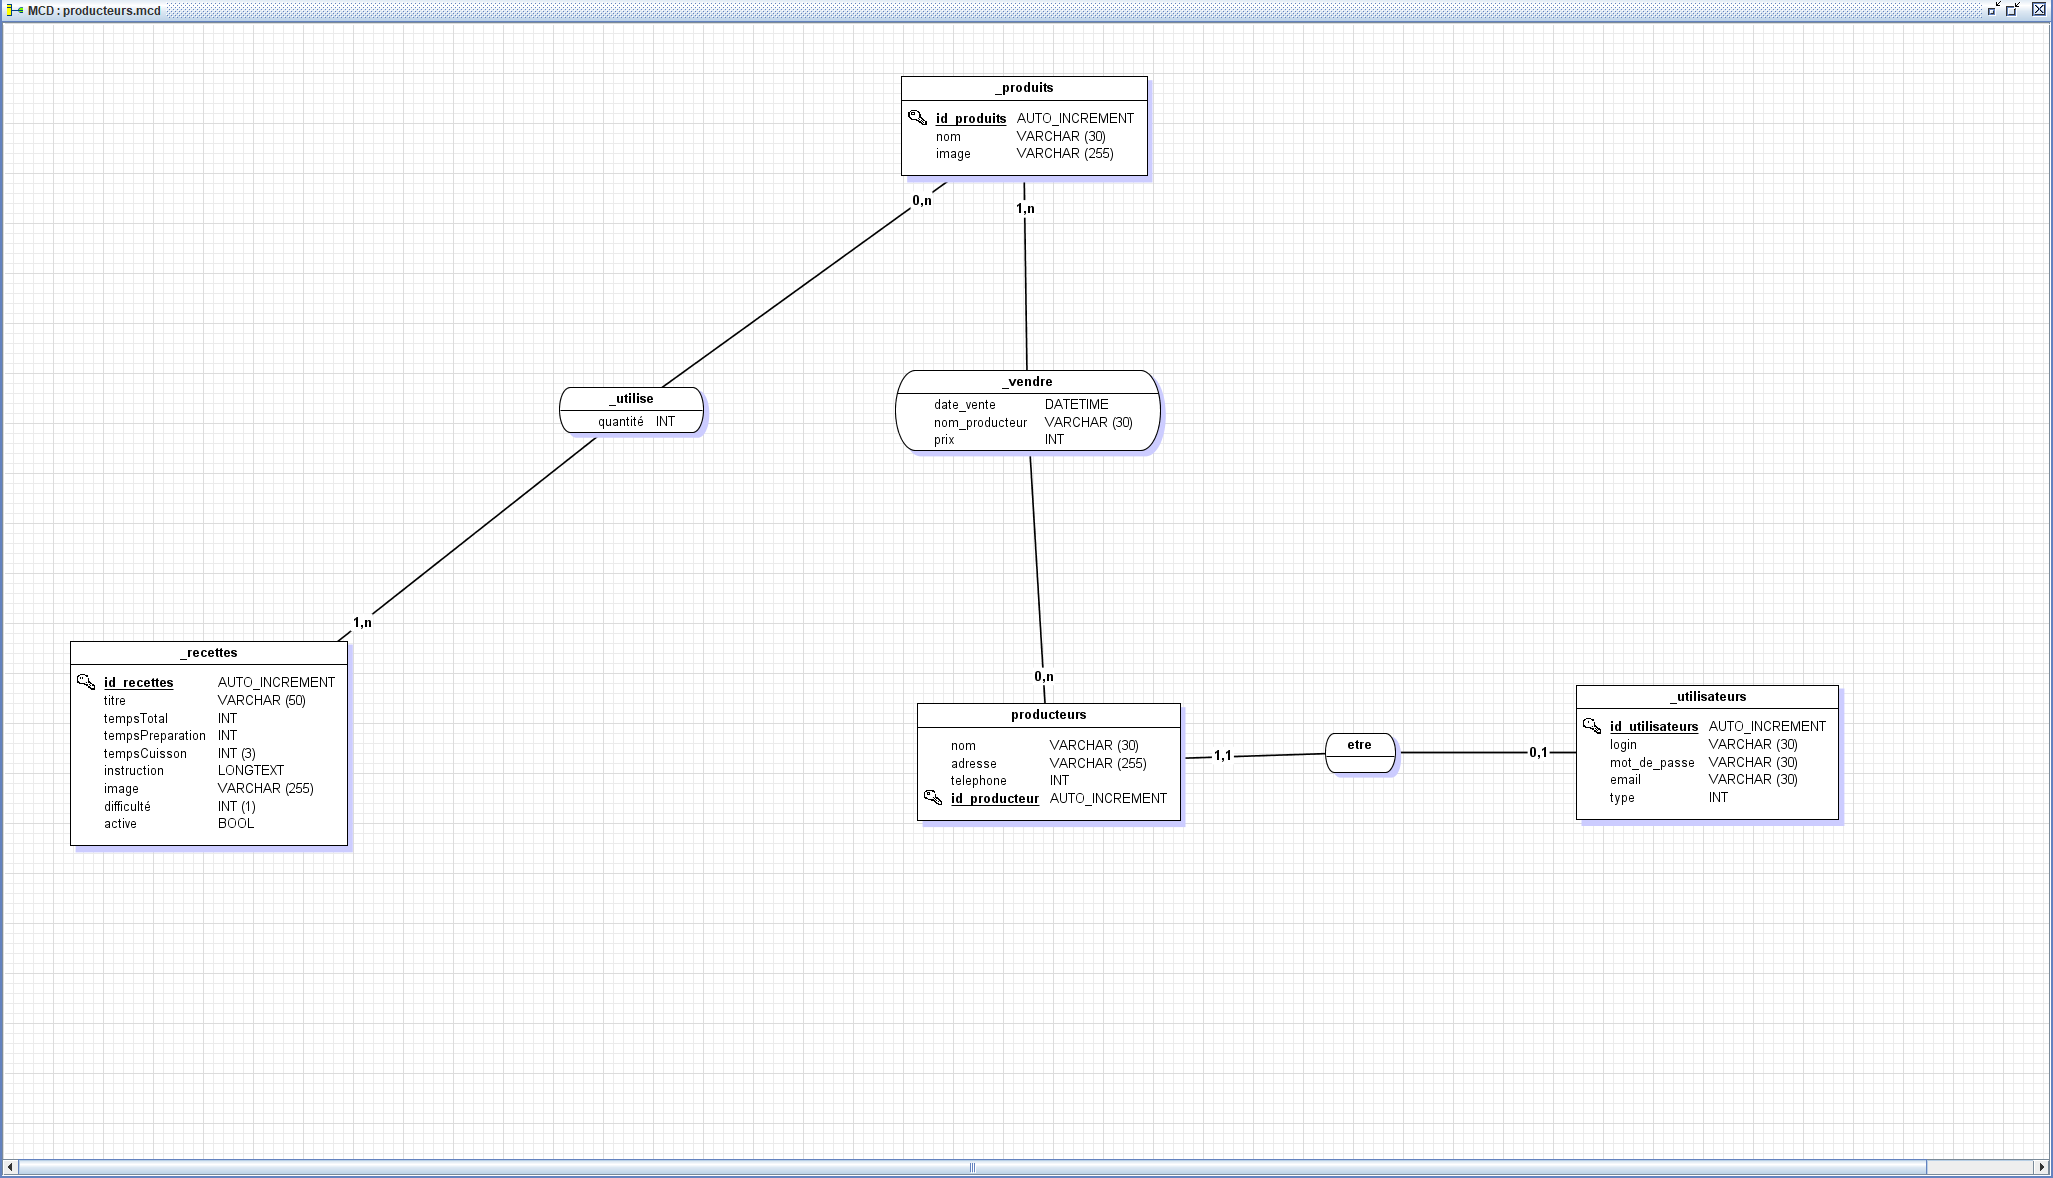 MCD : producteurs.mcd
_produits
id_produits AUTO_INCREMENT
nom VARCHAR (30)
image VARCHAR (255)
0,n
1,n
_utilise
quantité INT
_vendre
date_vente DATETIME
nom_producteur VARCHAR (30)
prix INT
1,n
0,n
_recettes
id_recettes AUTO_INCREMENT
titre VARCHAR (50)
tempsTotal INT
tempsPreparation INT
tempsCuisson INT (3)
instruction LONGTEXT
image VARCHAR (255)
difficulté INT (1)
active BOOL
producteurs
nom VARCHAR (30)
adresse VARCHAR (255)
telephone INT
id_producteur AUTO_INCREMENT
1,1
etre
0,1
_utilisateurs
id_utilisateurs AUTO_INCREMENT
login VARCHAR (30)
mot_de_passe VARCHAR (30)
email VARCHAR (30)
type INT